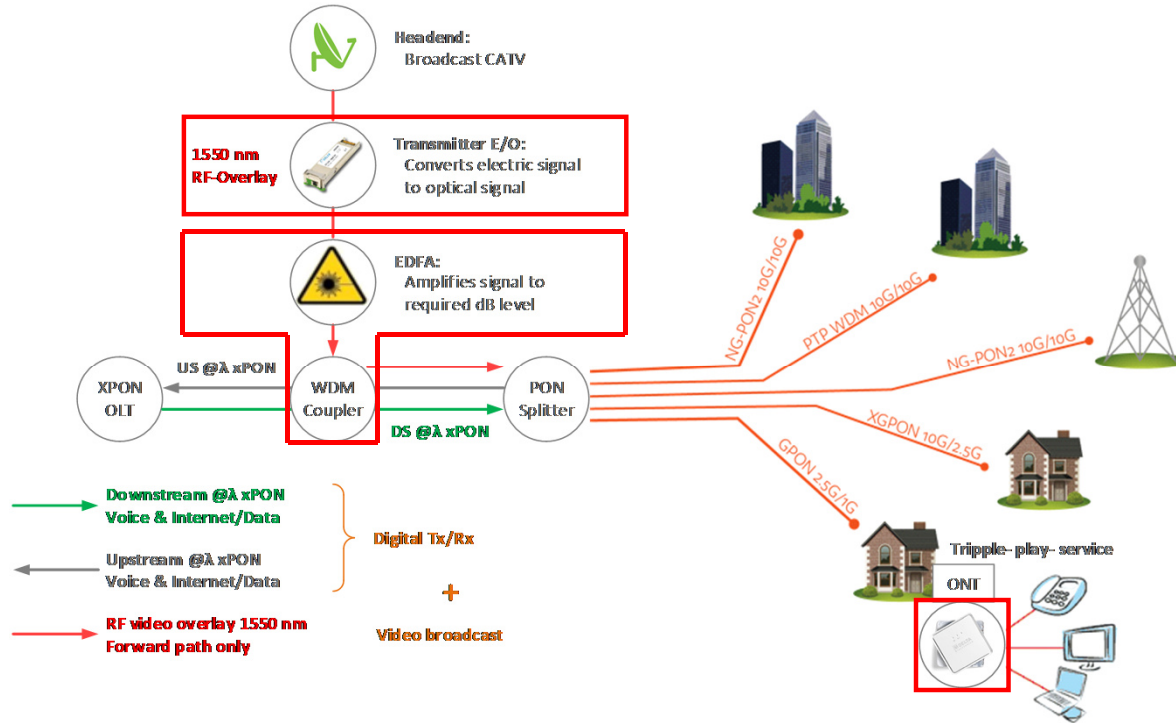 Headend:
Broadcast CATV
1550 nm
RF-Overlay
Transmitter E/O:
Converts electric signal
to optical signal
EDFA:
Amplifies signal to
required dB level
US @λ xPON
XPON
OLT
WDM
Coupler
PON
Splitter
DS @λ xPON
NG-PON2 10G/10G
PTP WDM 10G/10G
NG-PON2 10G/10G
XGPON 10G/2.5G
GPON 2.5G/1G
Downstream @λ xPON
Voice & Internet/Data
Upstream @λ xPON
Voice & Internet/Data
Digital Tx/Rx
+
RF video overlay 1550 nm
Forward path only
Video broadcast
Tripple- play- service
ONT